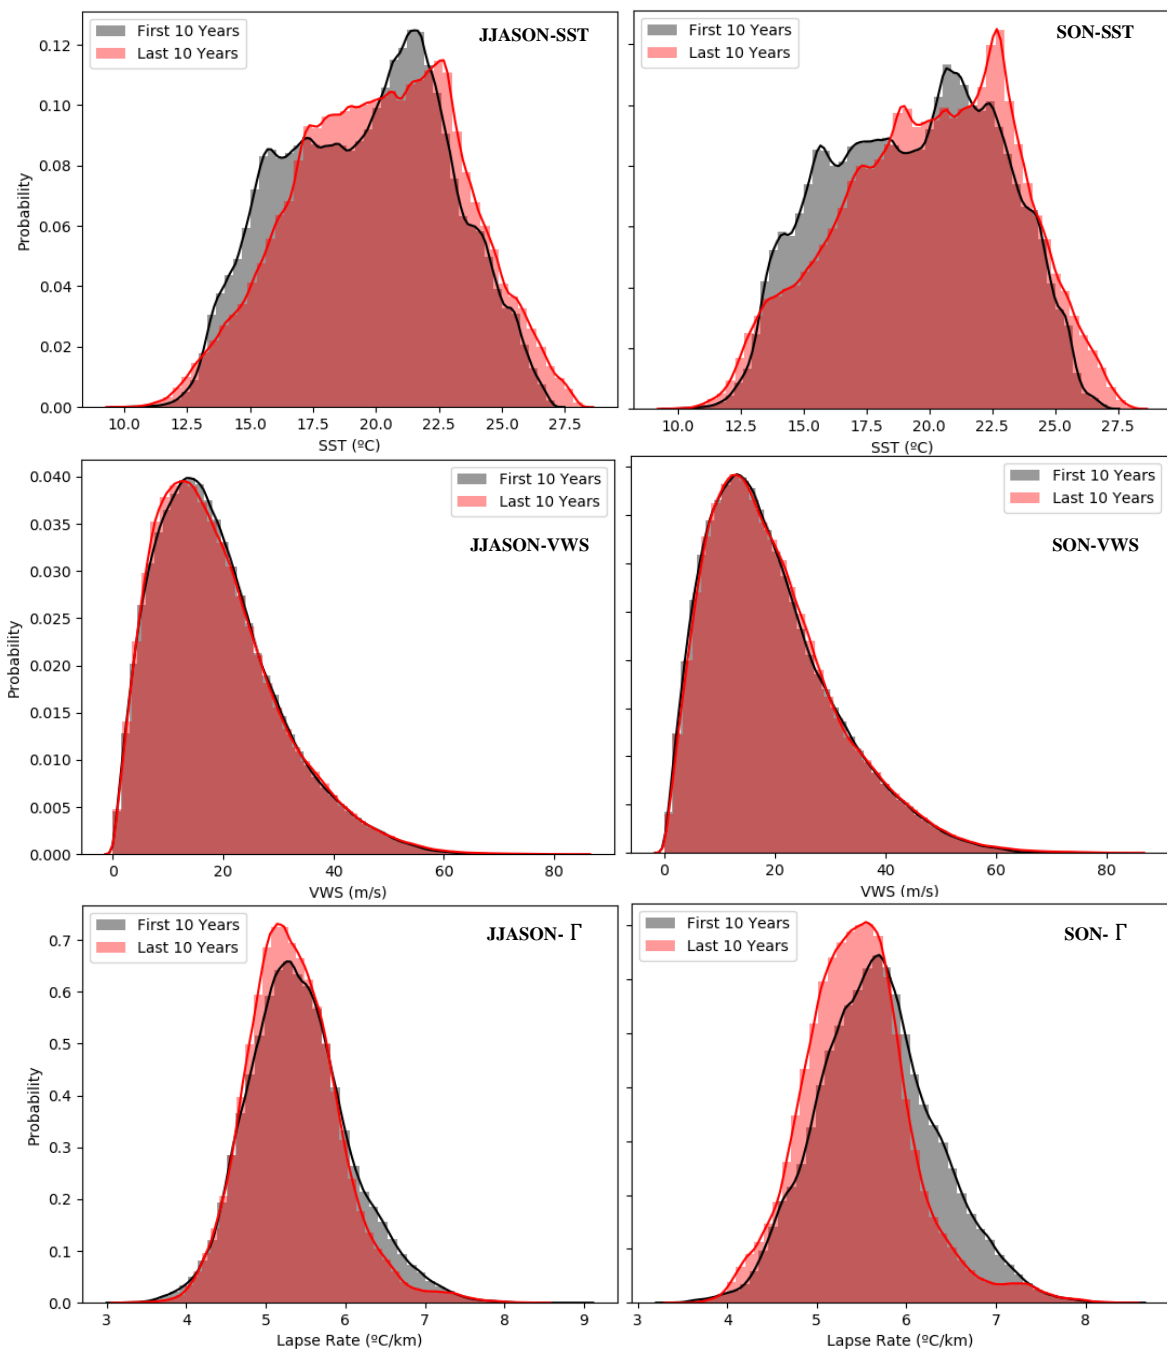 First 10 Years
Last 10 Years
JJASON-SST
0.12
0.10
0.08
0.06
0.04
0.02
0.00
Probability
10.0 12.5 15.0 17.5 20.0 22.5 25.0 27.5
SST (ºC)
First 10 Years
Last 10 Years
SON-SST
10.0 12.5 15.0 17.5 20.0 22.5 25.0 27.5
SST (ºC)
First 10 Years
Last 10 Years
JJASON-VWS
0.040
0.035
0.030
0.025
0.020
0.015
0.010
0.005
0.000
Probability
0 20 40 60 80
VWS (m/s)
First 10 Years
Last 10 Years
SON-VWS
0 20 40 60 80
VWS (m/s)
First 10 Years
Last 10 Years
JJASON- Γ
0.7
0.6
0.5
0.4
0.3
0.2
0.1
0.0
Probability
3 4 5 6 7 8 9
Lapse Rate (ºC/km)
First 10 Years
Last 10 Years
SON- Γ
4 5 6 7 8
Lapse Rate (ºC/km)